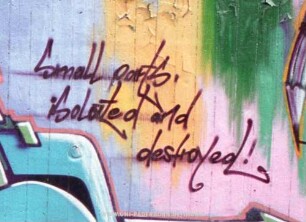 Small parts,
isolated and
destroyed!